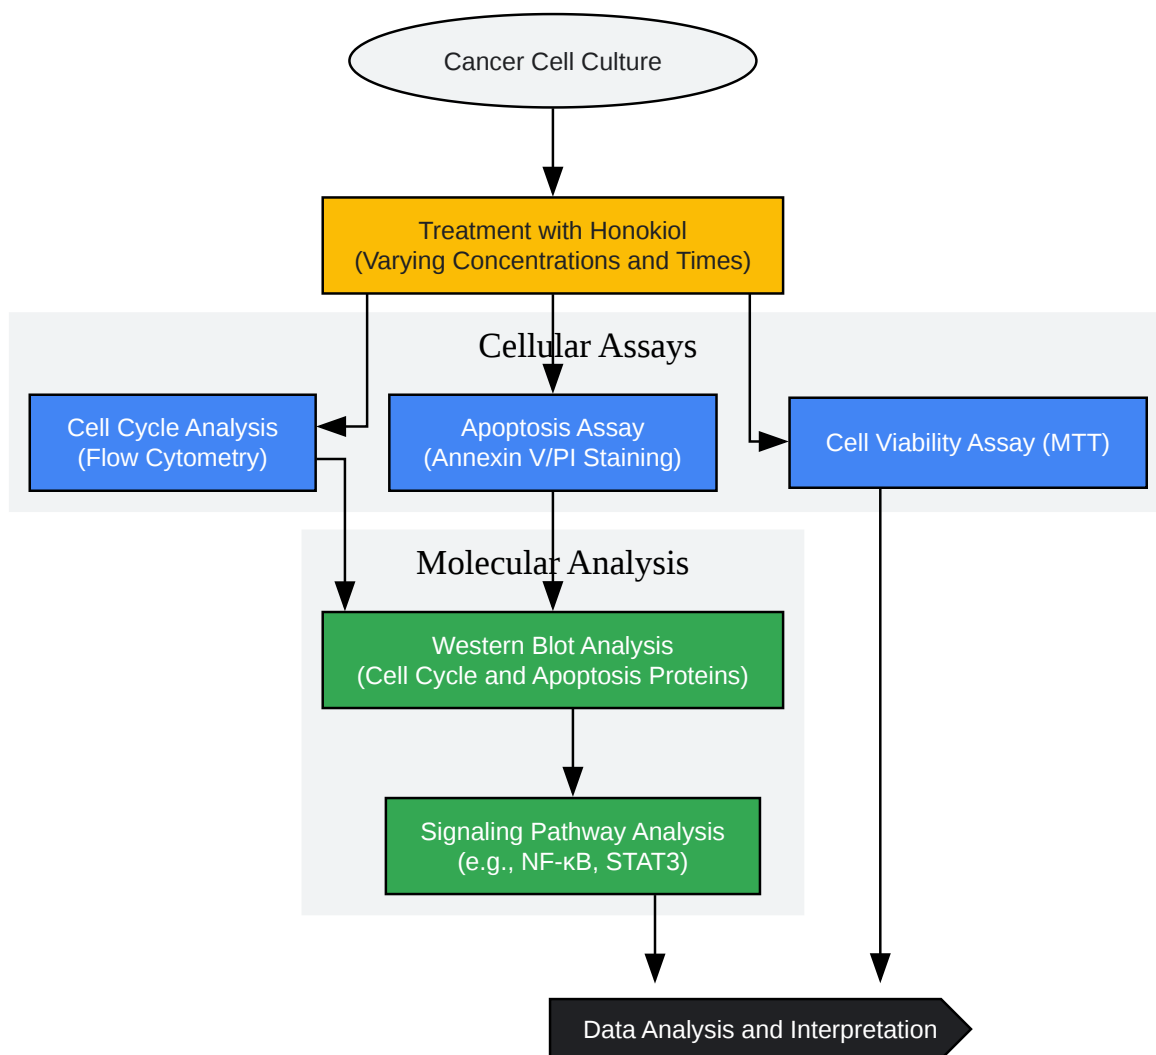 Cancer Cell Culture
Treatment with Honokiol
(Varying Concentrations and Times)
Cellular Assays
Cell Cycle Analysis
(Flow Cytometry)
Apoptosis Assay
(Annexin V/PI Staining)
Cell Viability Assay (MTT)
Molecular Analysis
Western Blot Analysis
(Cell Cycle and Apoptosis Proteins)
Signaling Pathway Analysis
(e.g., NF-κB, STAT3)
Data Analysis and Interpretation